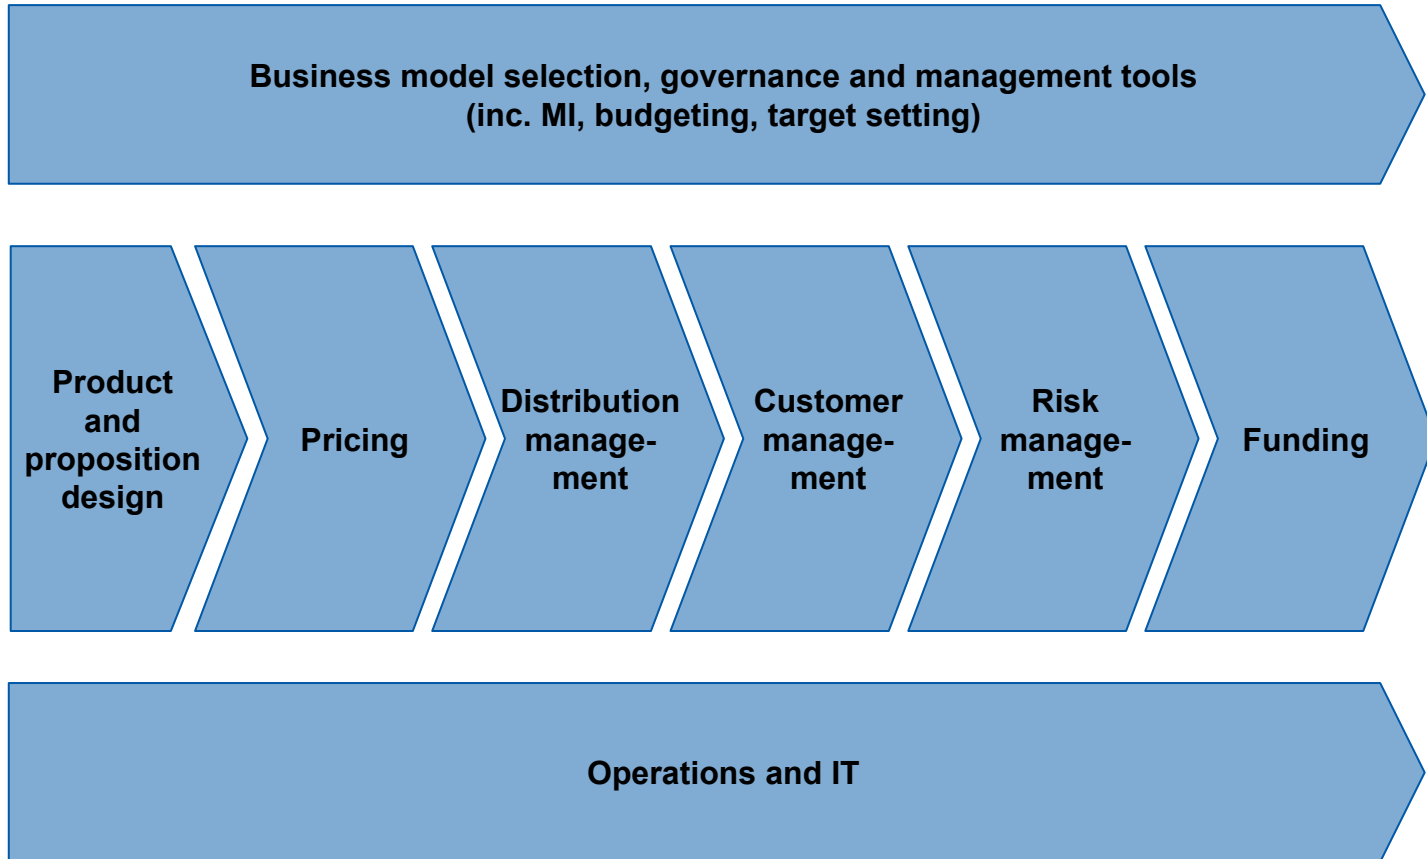 Business model selection, governance and management tools
(inc. MI, budgeting, target setting)
Product
and
proposition
design
Pricing
Distribution
manage-
ment
Customer
manage-
ment
Risk
manage-
ment
Funding
Operations and IT